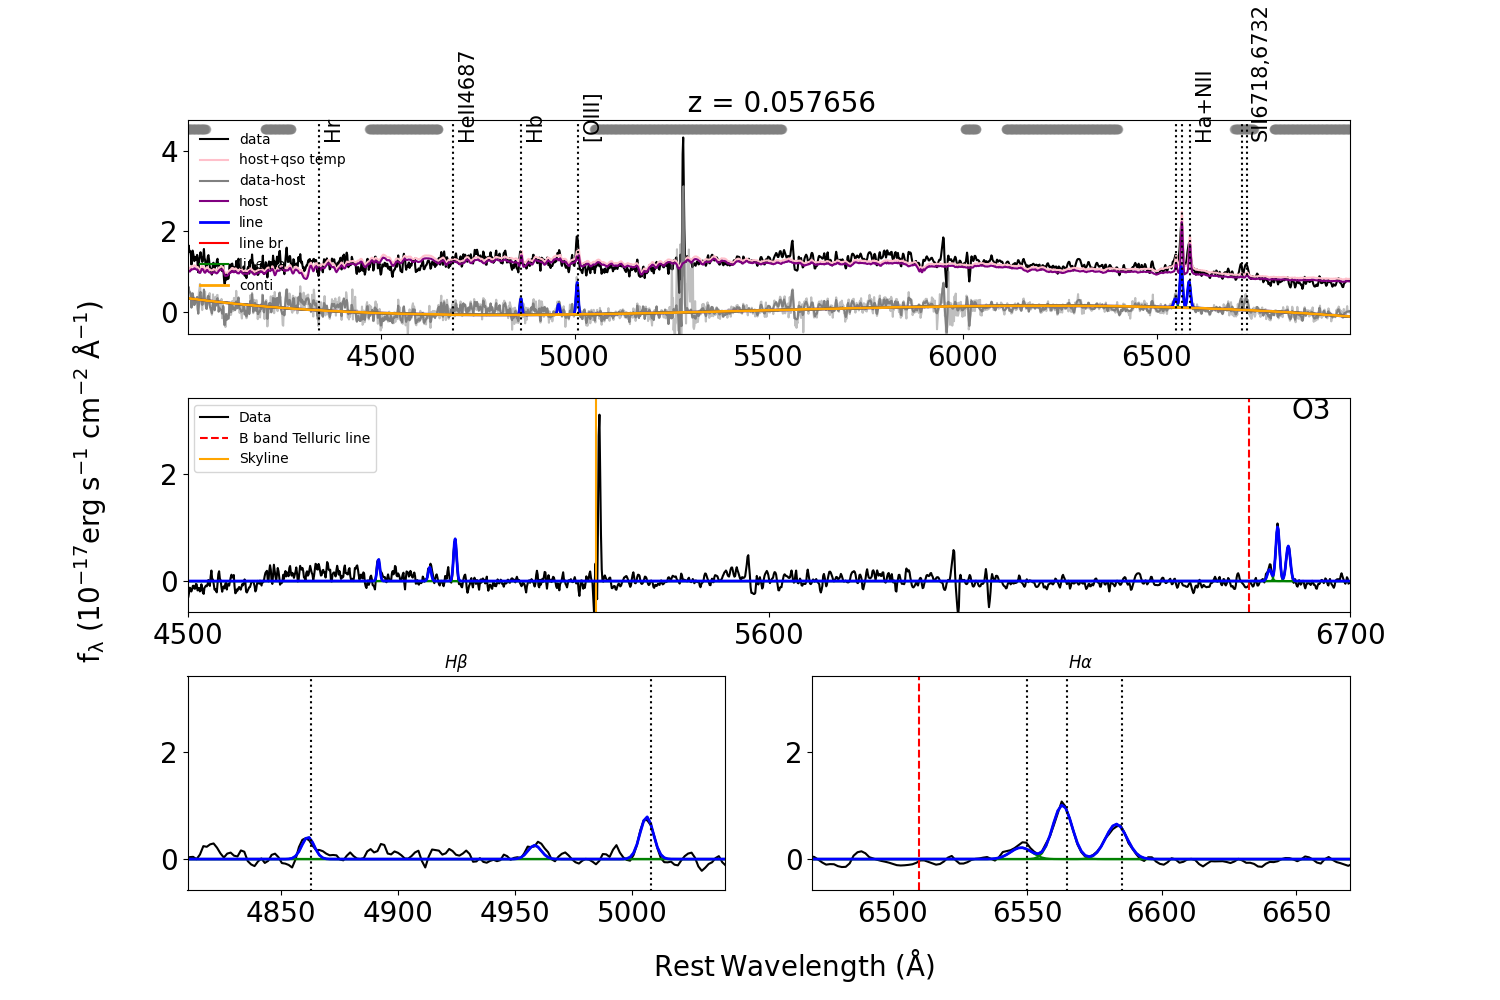 z = 0.057656
Hr
HeII4687
Hb
[OIII]
Ha+NII
SII6718,6732
data
host+qso temp
data-host
host
line
line br
conti
4
2
0
4500 5000 5500 6000 6500
f_λ (10^−17 erg s^−1 cm^−2 Å^−1)
O3
Data
B band Telluric line
Skyline
2
0
4500 5600 6700
Hβ
2
0
4850 4900 4950 5000
Hα
2
0
6500 6550 6600 6650
Rest Wavelength (Å)